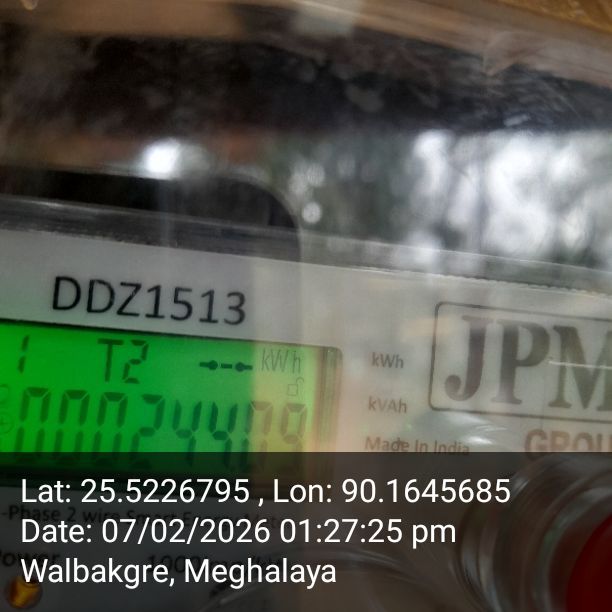 DDZ1513
1 T2 kWh
kWh
JPM
kVAh
Made In India
GROU
Lat: 25.5226795 , Lon: 90.1645685
Date: 07/02/2026 01:27:25 pm
Walbakgre, Meghalaya